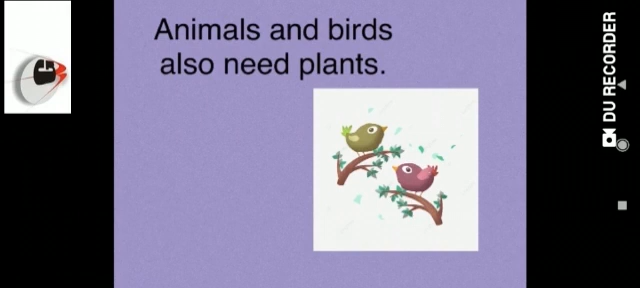 Animals and birds
also need plants.
DU RECORDER